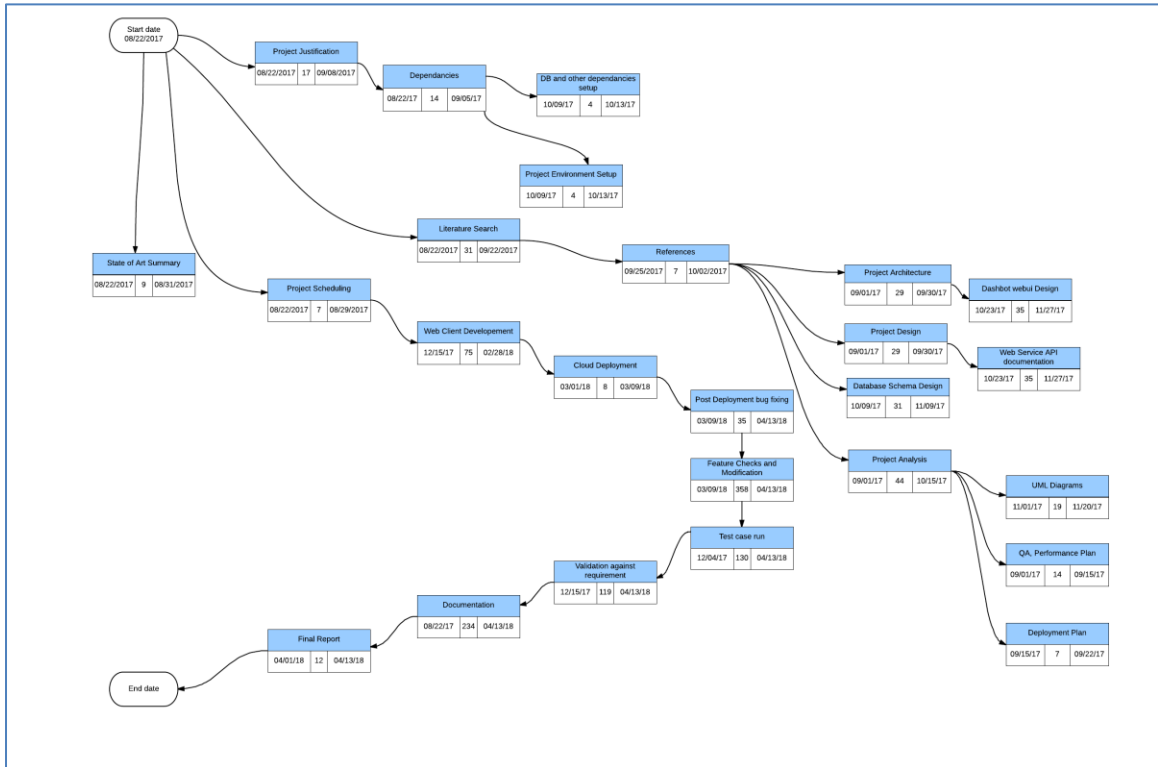 Start date
08/22/2017
Project Justification
08/22/2017 17 09/08/2017
Dependancies
08/22/17 14 09/05/17
DB and other dependancies
setup
10/09/17 4 10/13/17
Project Environment Setup
10/09/17 4 10/13/17
Literature Search
08/22/2017 31 09/22/2017
References
09/25/2017 7 10/02/2017
State of Art Summary
08/22/2017 9 08/31/2017
Project Scheduling
08/22/2017 7 08/29/2017
Project Architecture
09/01/17 29 09/30/17
Dashbot webui Design
10/23/17 35 11/27/17
Web Client Developement
12/15/17 75 02/28/18
Project Design
09/01/17 29 09/30/17
Web Service API
documentation
10/23/17 35 11/27/17
Cloud Deployment
03/01/18 8 03/09/18
Database Schema Design
10/09/17 31 11/09/17
Post Deployment bug fixing
03/09/18 35 04/13/18
Feature Checks and
Modification
03/09/18 358 04/13/18
Project Analysis
09/01/17 44 10/15/17
UML Diagrams
11/01/17 19 11/20/17
Test case run
12/04/17 130 04/13/18
QA, Performance Plan
09/01/17 14 09/15/17
Validation against
requirement
12/15/17 119 04/13/18
Documentation
08/22/17 234 04/13/18
Deployment Plan
09/15/17 7 09/22/17
Final Report
04/01/18 12 04/13/18
End date